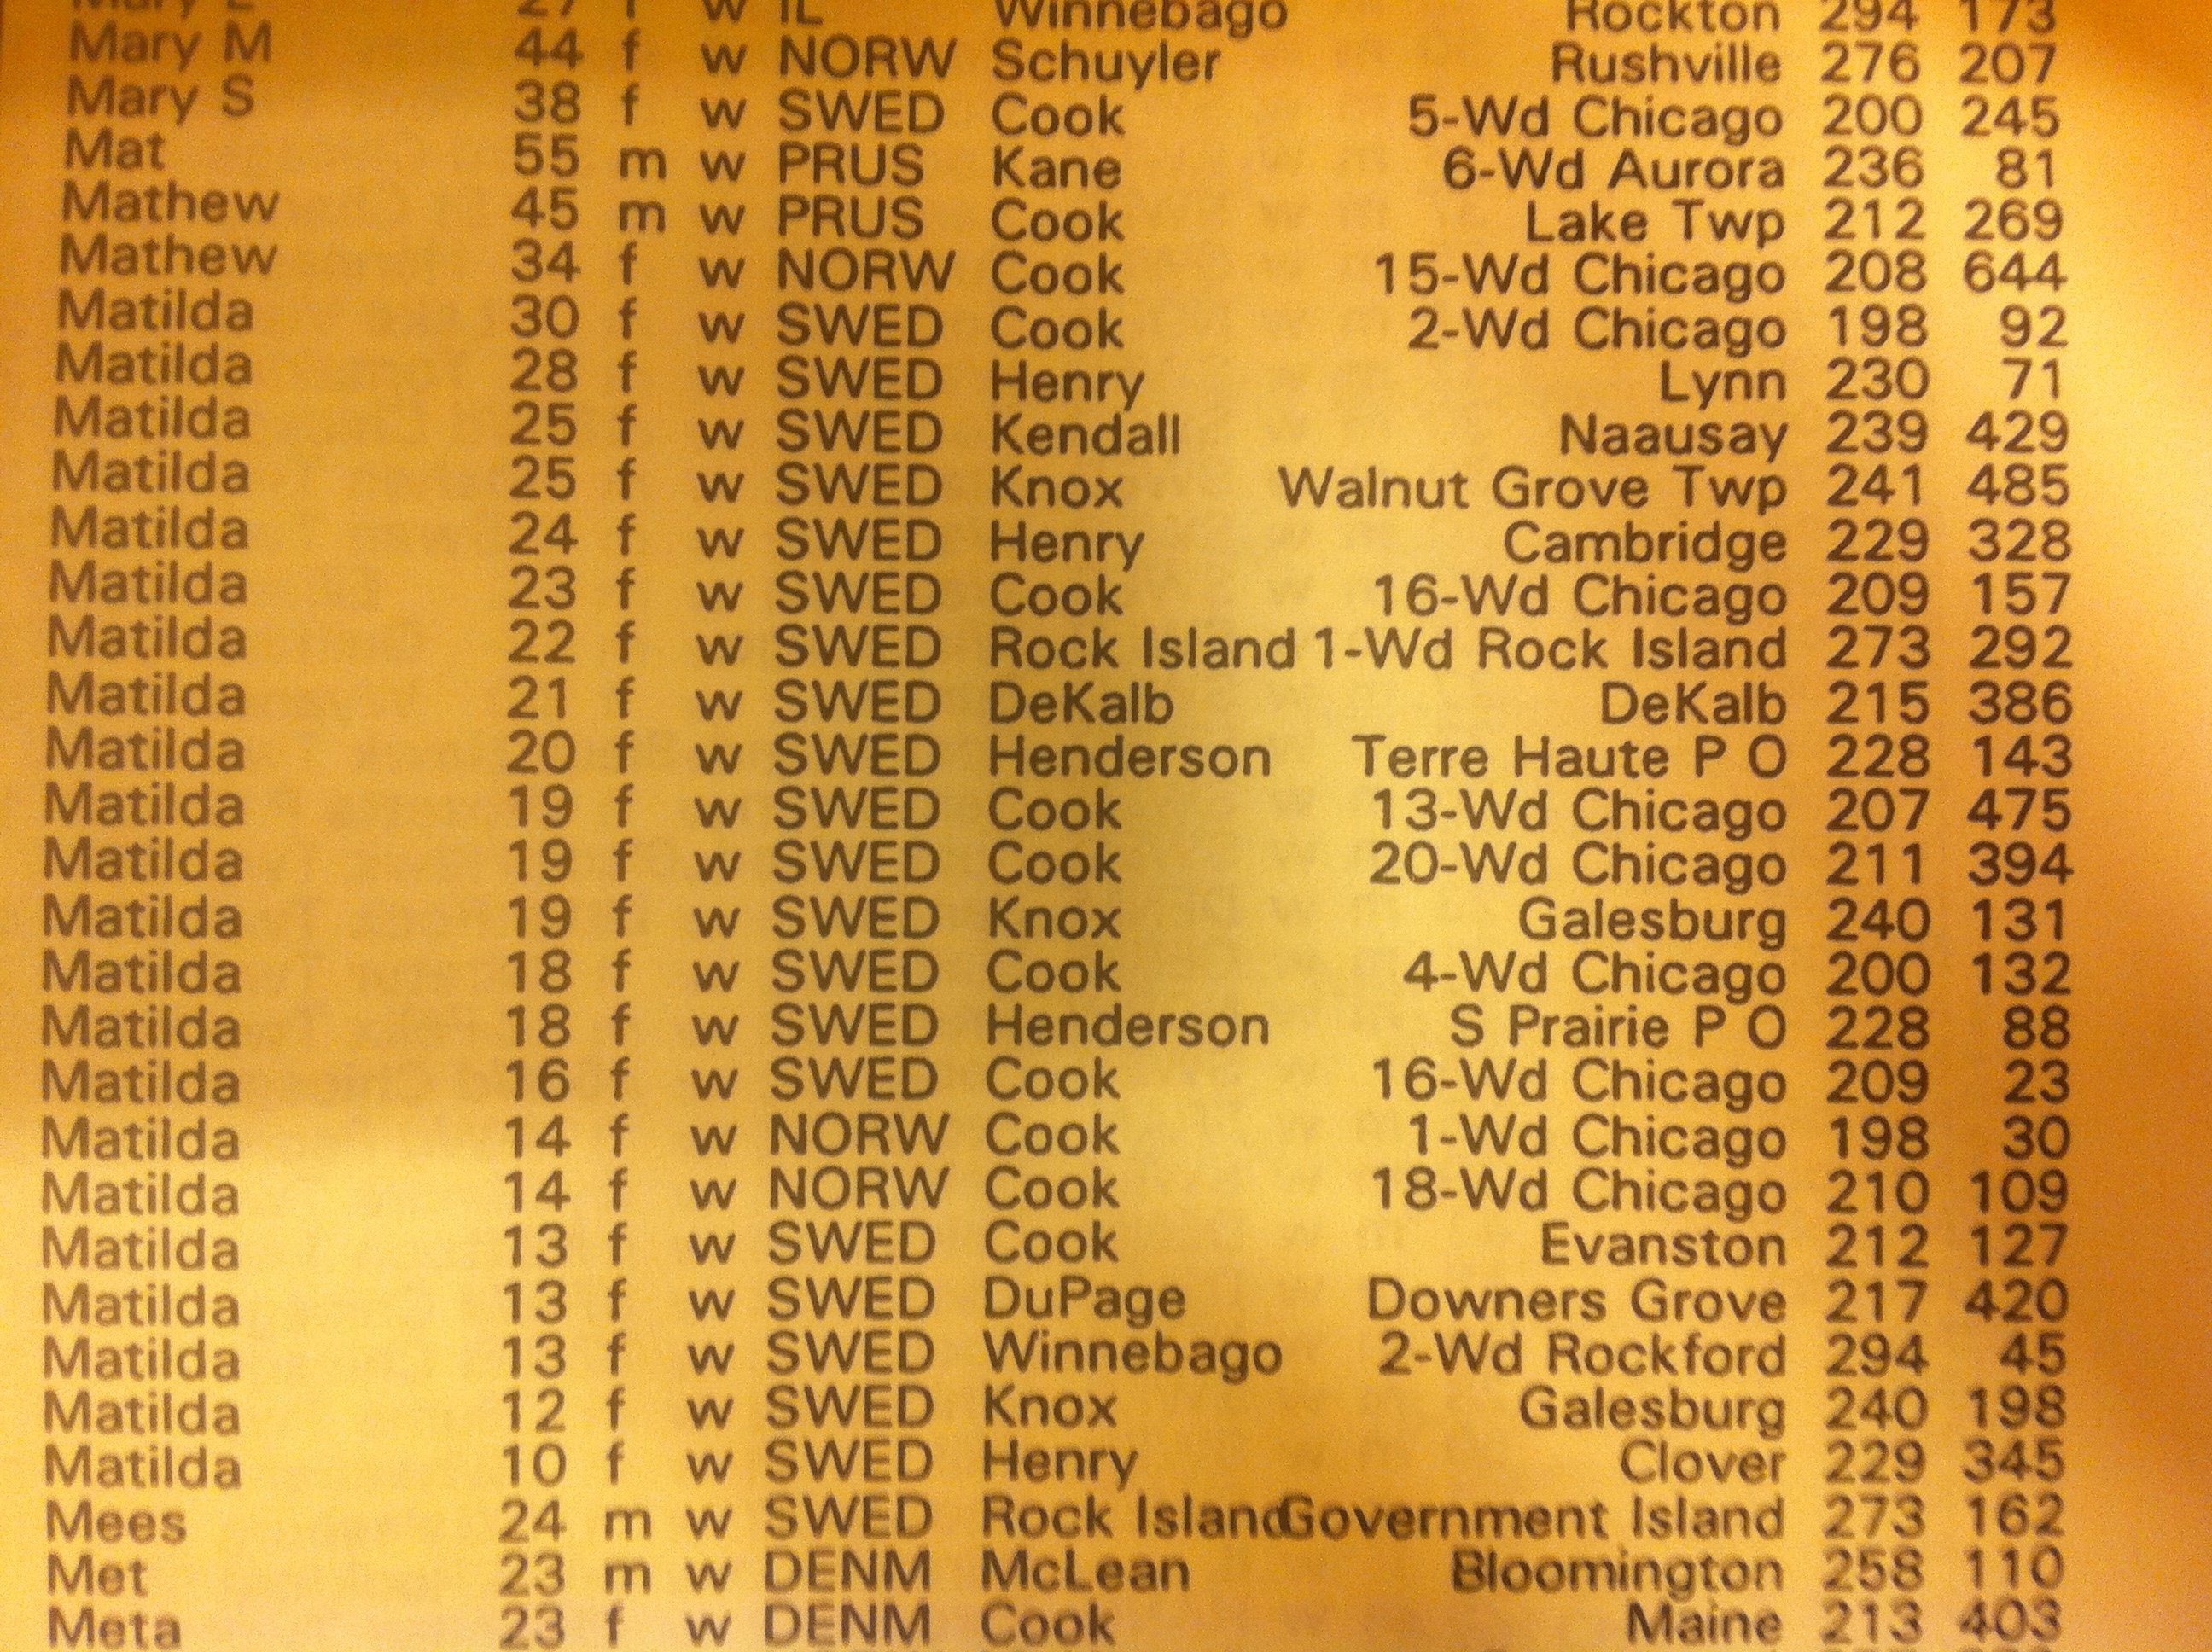 Mary L 27 f w IL Winnebago Rockton 294 173
Mary M 44 f w NORW Schuyler Rushville 276 207
Mary S 38 f w SWED Cook 5-Wd Chicago 200 245
Mat 55 m w PRUS Kane 6-Wd Aurora 236 81
Mathew 45 m w PRUS Cook Lake Twp 212 269
Mathew 34 f w NORW Cook 15-Wd Chicago 208 644
Matilda 30 f w SWED Cook 2-Wd Chicago 198 92
Matilda 28 f w SWED Henry Lynn 230 71
Matilda 25 f w SWED Kendall Naausay 239 429
Matilda 25 f w SWED Knox Walnut Grove Twp 241 485
Matilda 24 f w SWED Henry Cambridge 229 328
Matilda 23 f w SWED Cook 16-Wd Chicago 209 157
Matilda 22 f w SWED Rock Island 1-Wd Rock Island 273 292
Matilda 21 f w SWED DeKalb DeKalb 215 386
Matilda 20 f w SWED Henderson Terre Haute P O 228 143
Matilda 19 f w SWED Cook 13-Wd Chicago 207 475
Matilda 19 f w SWED Cook 20-Wd Chicago 211 394
Matilda 19 f w SWED Knox Galesburg 240 131
Matilda 18 f w SWED Cook 4-Wd Chicago 200 132
Matilda 18 f w SWED Henderson S Prairie P O 228 88
Matilda 16 f w SWED Cook 16-Wd Chicago 209 23
Matilda 14 f w NORW Cook 1-Wd Chicago 198 30
Matilda 14 f w NORW Cook 18-Wd Chicago 210 109
Matilda 13 f w SWED Cook Evanston 212 127
Matilda 13 f w SWED DuPage Downers Grove 217 420
Matilda 13 f w SWED Winnebago 2-Wd Rockford 294 45
Matilda 12 f w SWED Knox Galesburg 240 198
Matilda 10 f w SWED Henry Clover 229 345
Mees 24 m w SWED Rock Island Government Island 273 162
Met 23 m w DENM McLean Bloomington 258 110
Meta 23 f w DENM Cook Maine 213 403